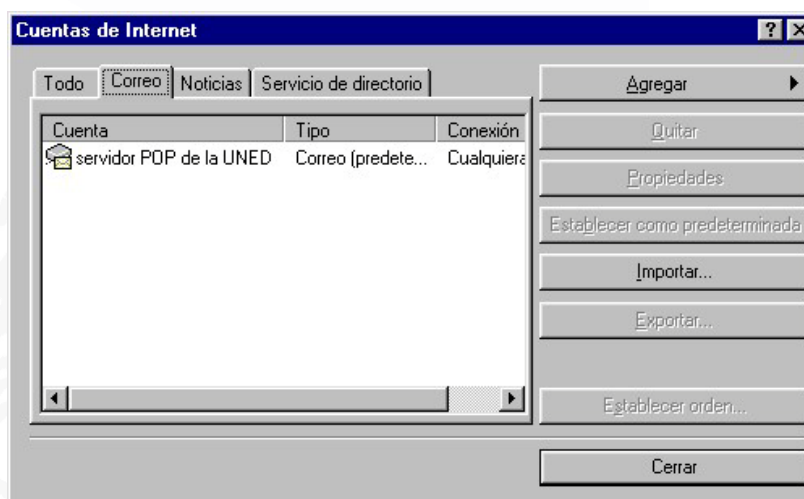 Cuentas de Internet
Todo Correo Noticias Servicio de directorio
Cuenta Tipo Conexión
servidor POP de la UNED Correo (predete... Cualquiera
Agregar
Quitar
Propiedades
Establecer como predeterminada
Importar...
Exportar...
Establecer orden...
Cerrar